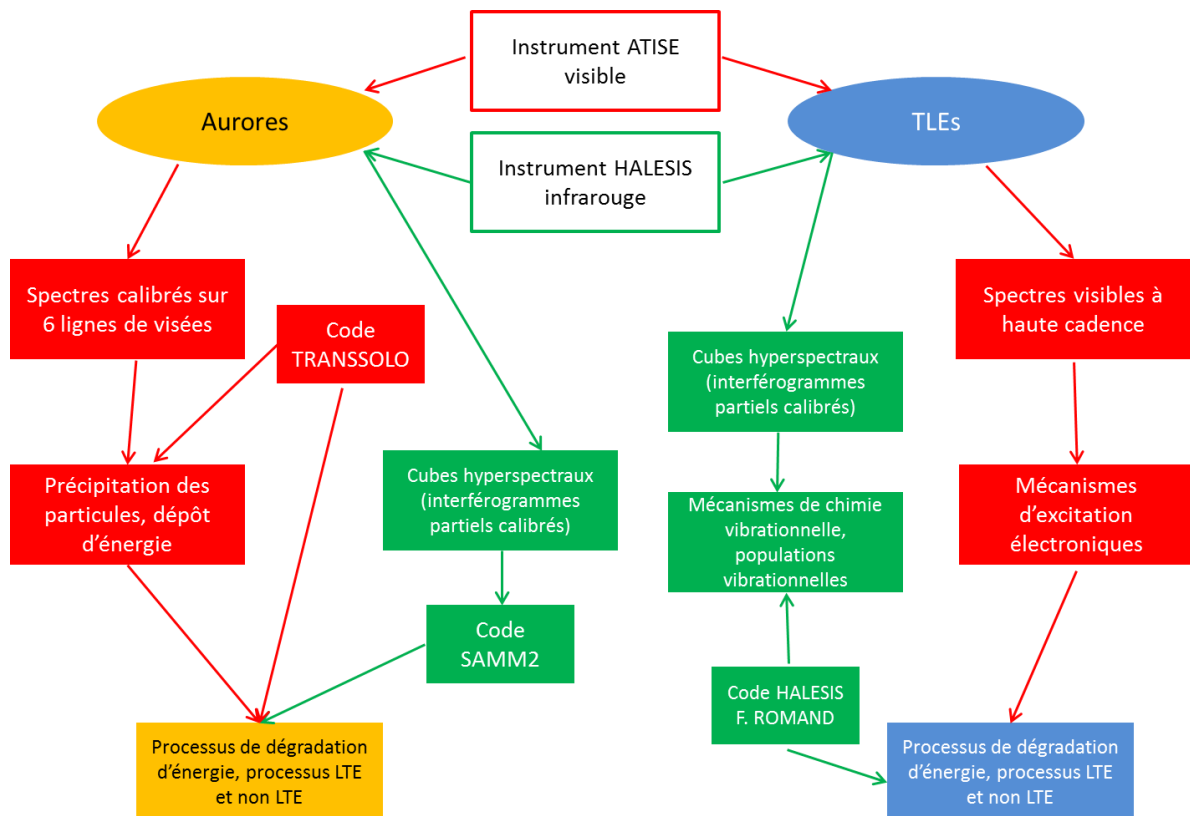 Instrument ATISE
visible
Aurores
TLEs
Instrument HALESIS
infrarouge
Spectres calibrés sur
6 lignes de visées
Code
TRANSSOLO
Spectres visibles à
haute cadence
Cubes hyperspectraux
(interférogrammes
partiels calibrés)
Précipitation des
particules, dépôt
d’énergie
Cubes hyperspectraux
(interférogrammes
partiels calibrés)
Mécanismes de chimie
vibrationnelle,
populations
vibrationnelles
Mécanismes
d’excitation
électroniques
Code
SAMM2
Code HALESIS
F. ROMAND
Processus de dégradation
d’énergie, processus LTE
et non LTE
Processus de dégradation
d’énergie, processus LTE
et non LTE